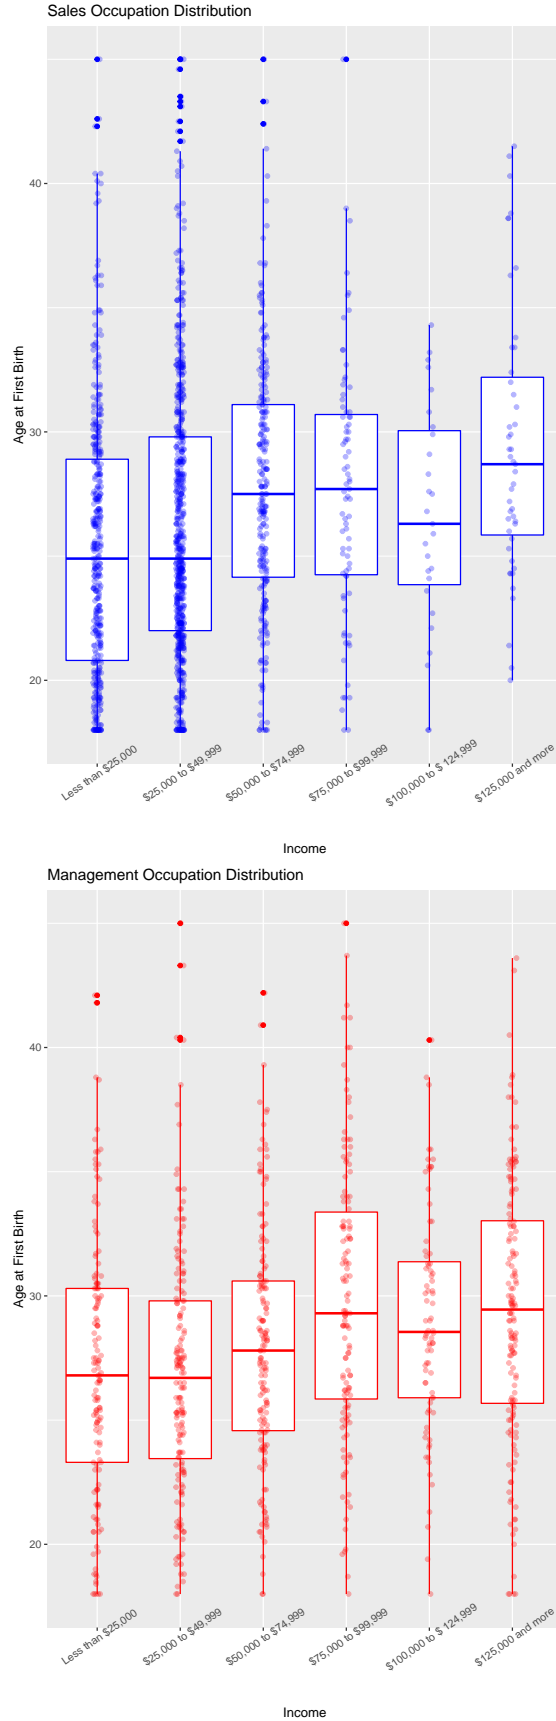 Sales Occupation Distribution
Age at First Birth
40
30
20
Less than $25,000
$25,000 to $49,999
$50,000 to $74,999
$75,000 to $99,999
$100,000 to $ 124,999
$125,000 and more
Income
Management Occupation Distribution
Age at First Birth
40
30
20
Less than $25,000
$25,000 to $49,999
$50,000 to $74,999
$75,000 to $99,999
$100,000 to $ 124,999
$125,000 and more
Income